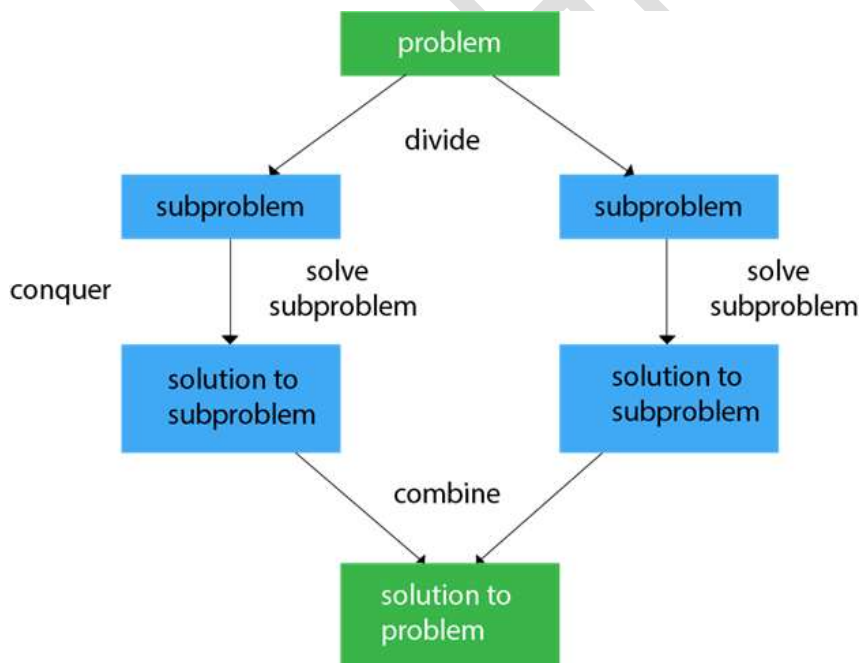 problem
divide
subproblem
subproblem
conquer
solve
subproblem
solve
subproblem
solution to
subproblem
solution to
subproblem
combine
solution to
problem